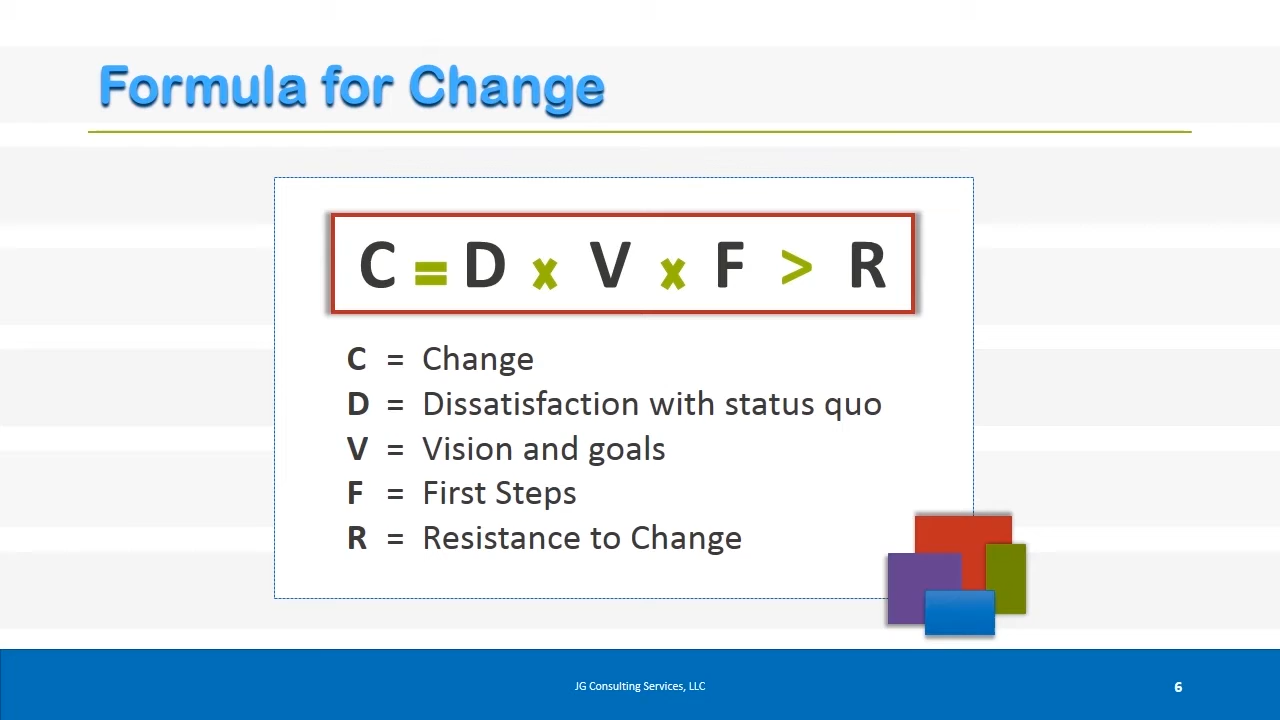 Formula for Change
C = D x V x F > R
C = Change
D = Dissatisfaction with status quo
V = Vision and goals
F = First Steps
R = Resistance to Change
JG Consulting Services, LLC
6